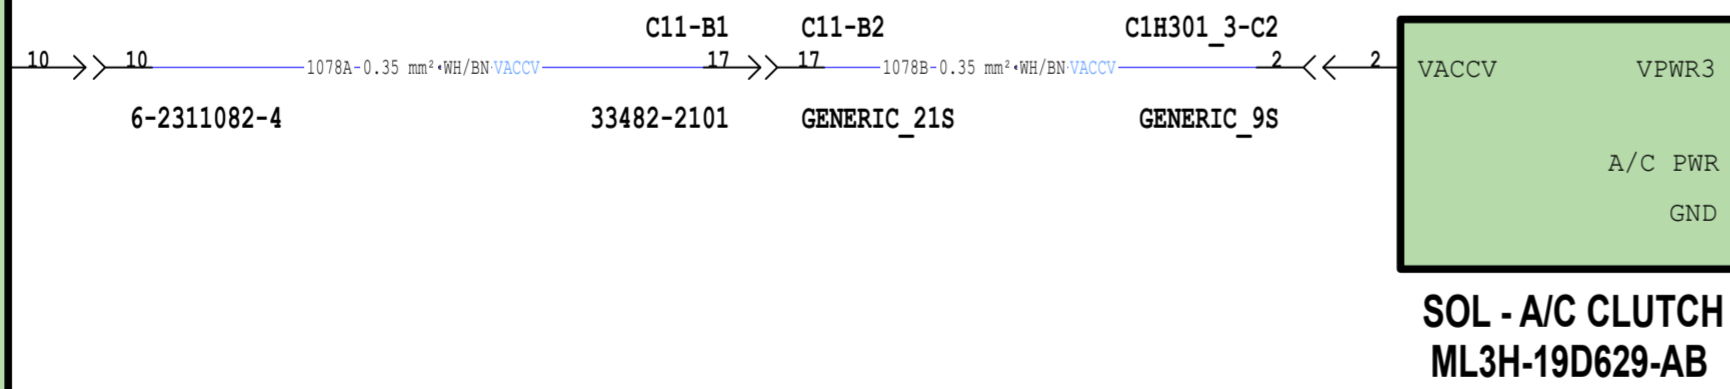 C11-B1 C11-B2 C1H301_3-C2
10 10 1078A-0.35 mm²•WH/BN VACCV 17 17 1078B-0.35 mm²•WH/BN VACCV 2 2 VACCV VPWR3
6-2311082-4 33482-2101 GENERIC_21S GENERIC_9S
A/C PWR
GND
SOL - A/C CLUTCH
ML3H-19D629-AB